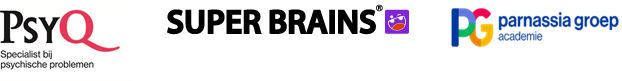 PSYQ
Specialist bij
psychische problemen
SUPER BRAINS®
PG parnassia groep
academie